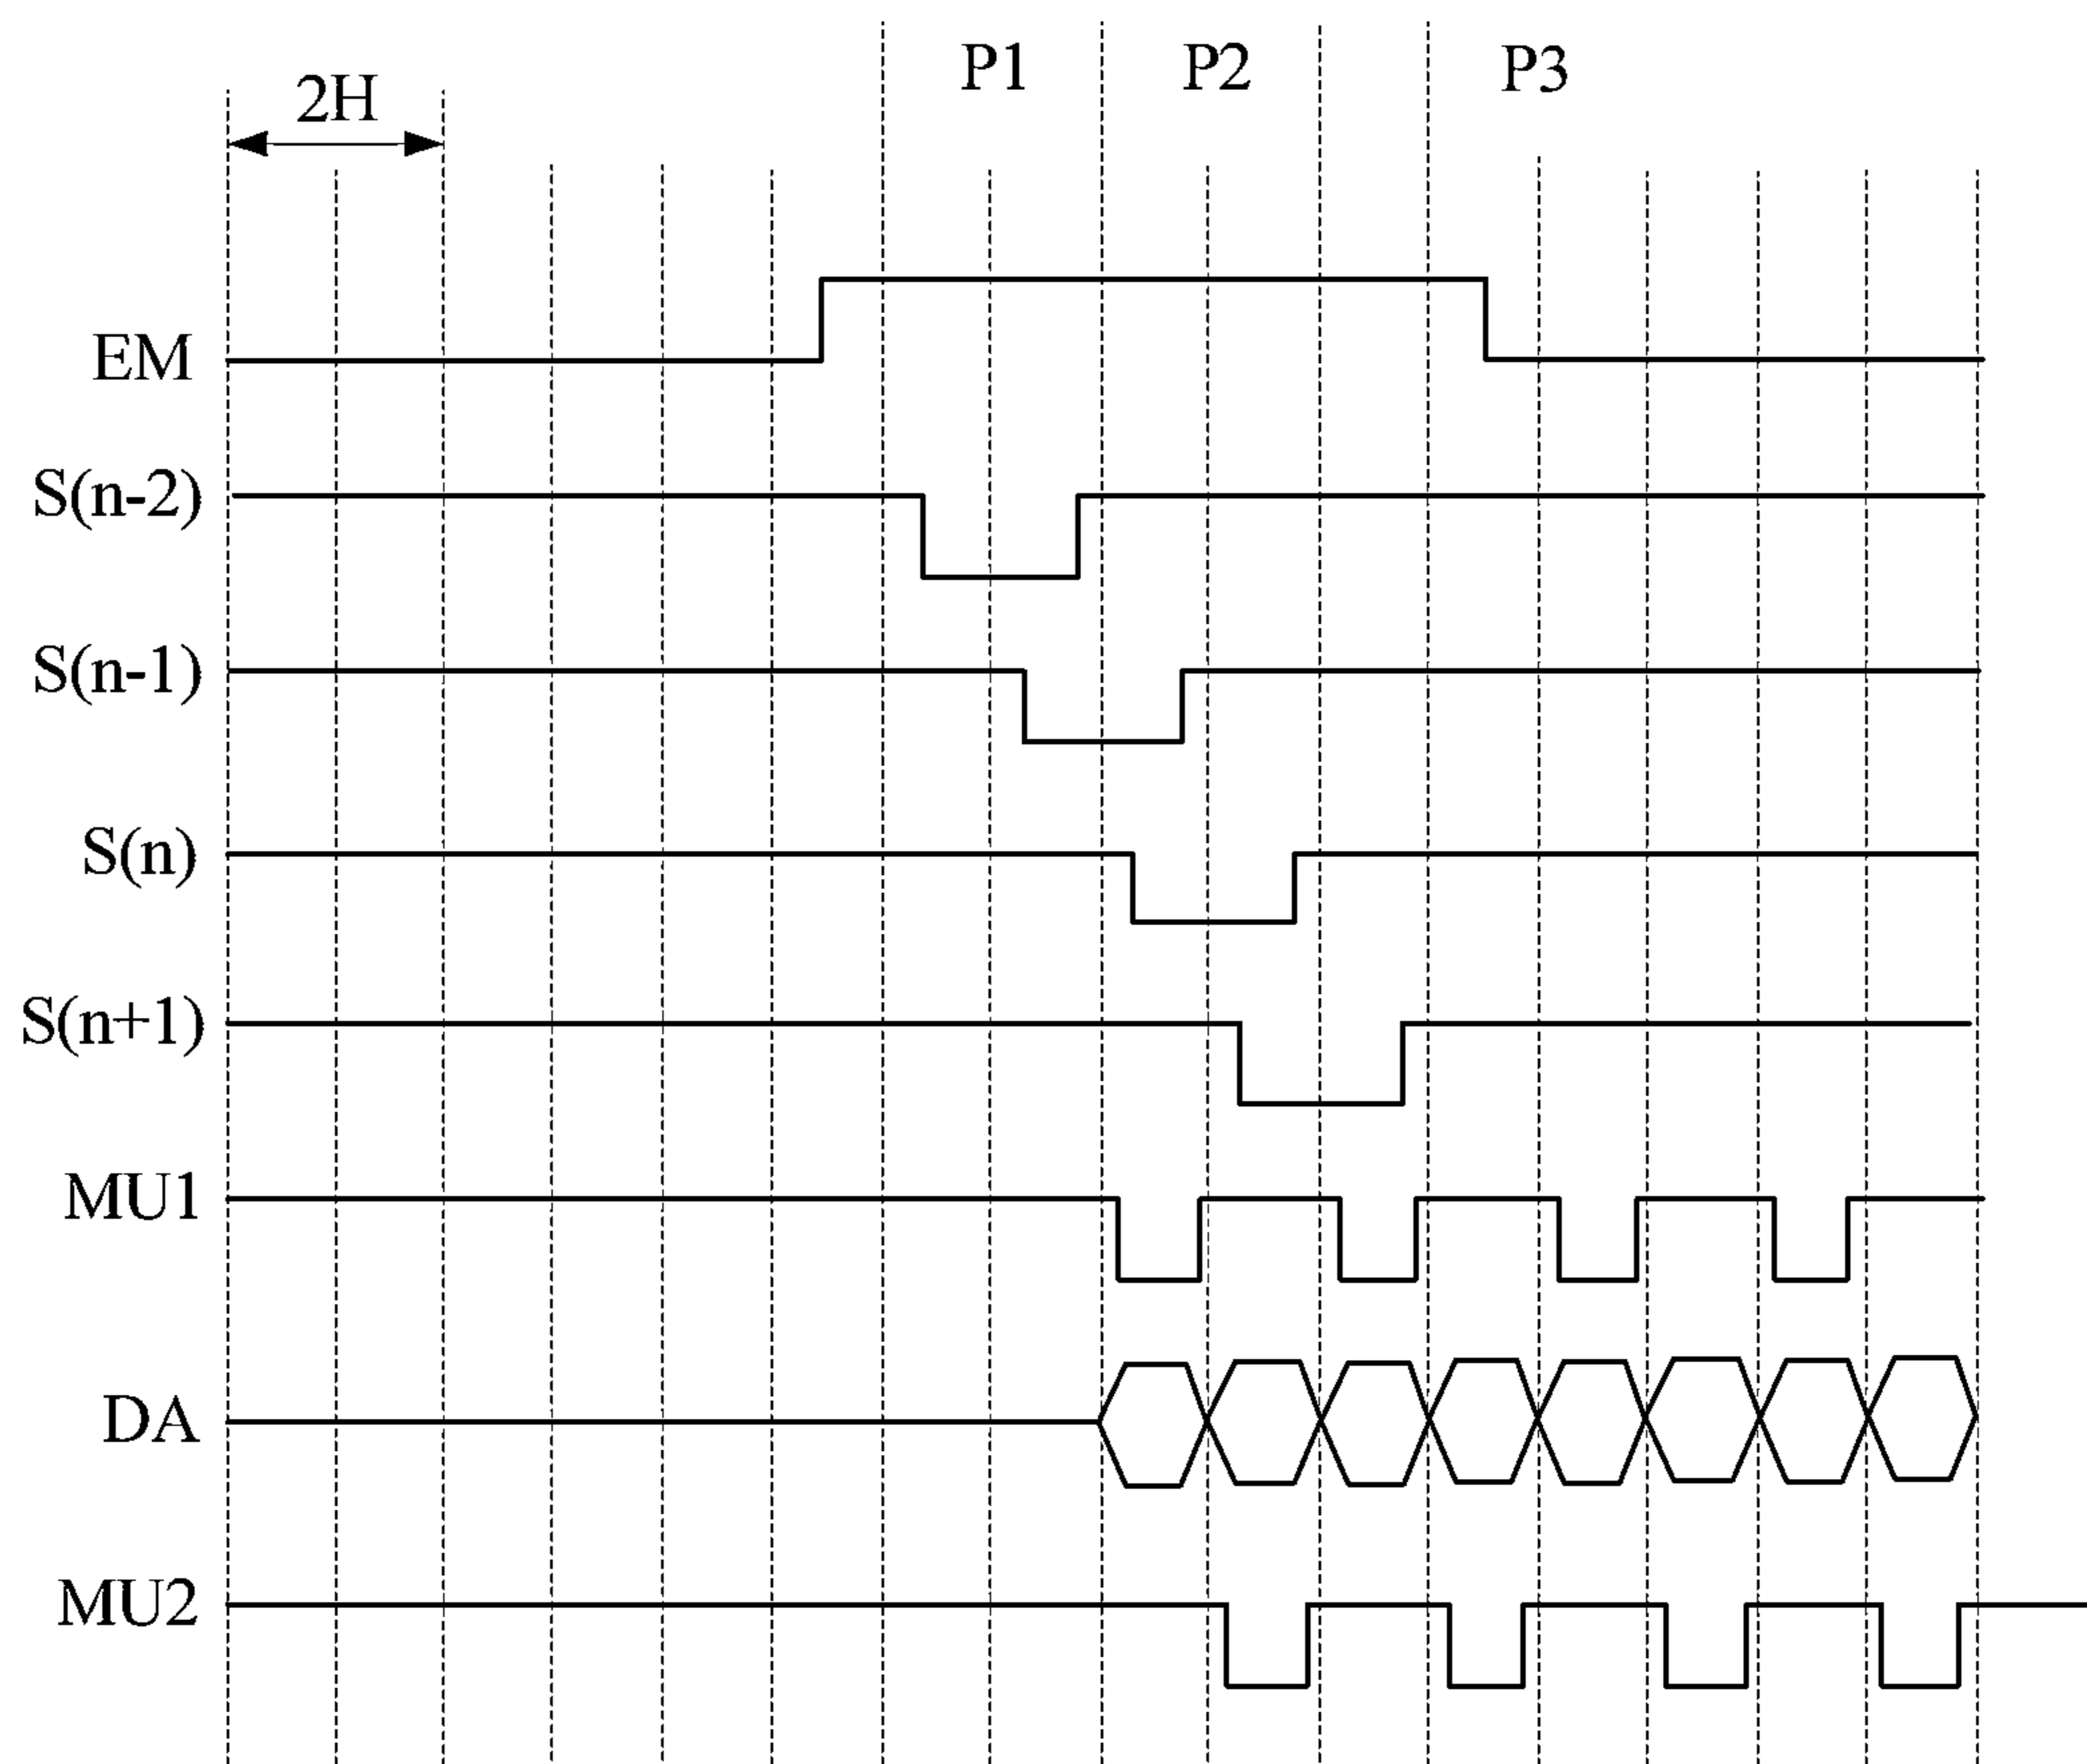 P1 P2 P3
2H
EM
S(n-2)
S(n-1)
S(n)
S(n+1)
MU1
DA
MU2